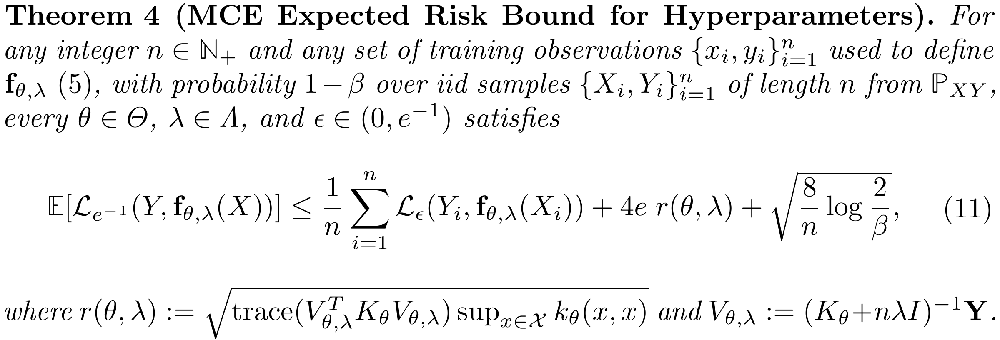 Theorem 4 (MCE Expected Risk Bound for Hyperparameters). For
any integer $n \in \mathbb{N}_+$ and any set of training observations $\{x_i, y_i\}_{i=1}^n$ used to define
$\mathbf{f}_{\theta,\lambda}$ (5), with probability $1 - \beta$ over iid samples $\{X_i, Y_i\}_{i=1}^n$ of length $n$ from $\mathbb{P}_{XY}$,
every $\theta \in \Theta$, $\lambda \in \Lambda$, and $\epsilon \in (0, e^{-1})$ satisfies
$\mathbb{E}[\mathcal{L}_{e^{-1}}(Y, \mathbf{f}_{\theta,\lambda}(X))] \leq \frac{1}{n} \sum_{i=1}^{n} \mathcal{L}_{\epsilon}(Y_i, \mathbf{f}_{\theta,\lambda}(X_i)) + 4e \ r(\theta, \lambda) + \sqrt{\frac{8}{n} \log \frac{2}{\beta}}, \quad (11)$
where $r(\theta, \lambda) := \sqrt{\mathrm{trace}(V_{\theta,\lambda}^T K_\theta V_{\theta,\lambda}) \sup_{x \in \mathcal{X}} k_\theta(x, x)}$ and $V_{\theta,\lambda} := (K_\theta + n\lambda I)^{-1} \mathbf{Y}$.